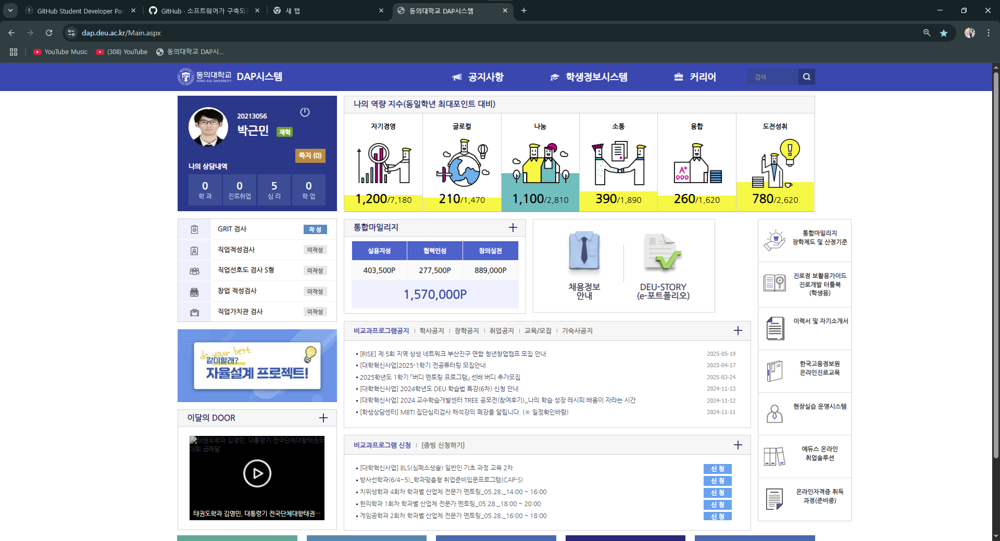 GitHub Student Developer Pac
GitHub · 소프트웨어가 구축되는
새 탭
동의대학교 DAP시스템
dap.deu.ac.kr/Main.aspx
YouTube Music
(308) YouTube
동의대학교 DAP시...
동의대학교
DONG-EUI UNIVERSITY
DAP시스템
공지사항
학생정보시스템
커리어
검색
20213056
박근민
재학
쪽지 (0)
나의 상담내역
0
학 과
0
진로취업
5
심 리
0
학 업
나의 역량 지수(동일학년 최대포인트 대비)
자기경영
1,200/7,180
글로컬
210/1,470
나눔
1,100/2,810
소통
390/1,890
융합
A+
260/1,620
도전성취
780/2,620
GRIT 검사
작 성
직업적성검사
미작성
직업선호도 검사 S형
미작성
창업 적성검사
미작성
직업가치관 검사
미작성
통합마일리지
실용지성
협력인성
창의실천
403,500P
277,500P
889,000P
1,570,000P
채용정보
안내
DEU-STORY
(e-포트폴리오)
통합마일리지
장학제도 및 산정기준
진로정 보활용가이드
진로개발 터틀북
(학생용)
이력서 및 자기소개서
한국고용정보원
온라인진로교육
현장실습 운영시스템
에듀스 온라인
취업솔루션
온라인자격증 취득
과정(준비중)
do your best
같이할래?
자율설계 프로젝트!
비교과프로그램공지
학사공지
장학공지
취업공지
교육/모집
기숙사공지
[RISE] 제 5회 지역 상생 네트워크 부산진구 연합 청년창업캠프 모집 안내
2025-05-19
[대학혁신사업]2025-1학기 전공튜터링 모집안내
2025-04-17
2025학년도 1학기 「버디 멘토링 프로그램」 선배 버디 추가모집
2025-03-24
[대학혁신사업] 2024학년도 DEU 학습법 특강(6차) 신청 안내
2024-11-13
[대학혁신사업] 2024 교수학습개발센터 TREE 공모전(참여후기)_나의 학습 성장 레시피:배움이 자라는 시간
2024-11-12
[학생상담센터] MBTI 집단심리검사 해석강의 폐강을 알립니다. (※ 일정확인바람)
2024-11-11
이달의 DOOR
태권도학과 김영민, 대통령기 전국단체대항태권도
대회 금메달
태권도학과 김영민, 대통령기 전국단체대항태권…
비교과프로그램 신청
[증빙 신청하기]
[대학혁신사업] BLS(심폐소생술) 일반인 기초 과정 교육 2차
신 청
방사선학과(6/4~5)_학과맞춤형 취업준비입문프로그램(CAP-S)
신 청
치위생학과 4회차 학과별 산업체 전문가 멘토링_05.28._14:00 ~ 16:00
신 청
한의학과 1회차 학과별 산업체 전문가 멘토링_05.28._18:00 ~ 20:00
신 청
게임공학과 2회차 학과별 산업체 전문가 멘토링_05.28._16:00 ~ 18:00
신 청